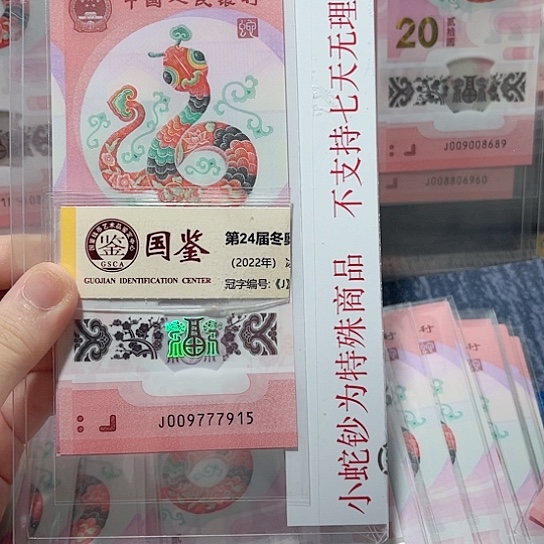 中国人民银行
国鉴
GSCA
GUOJIAN IDENTIFICATION CENTER
第24届冬奥
(2022年)
冠字编号:《J
J009777915
小蛇钞为特殊商品 不支持七天无理
20
J009008689
J008806960